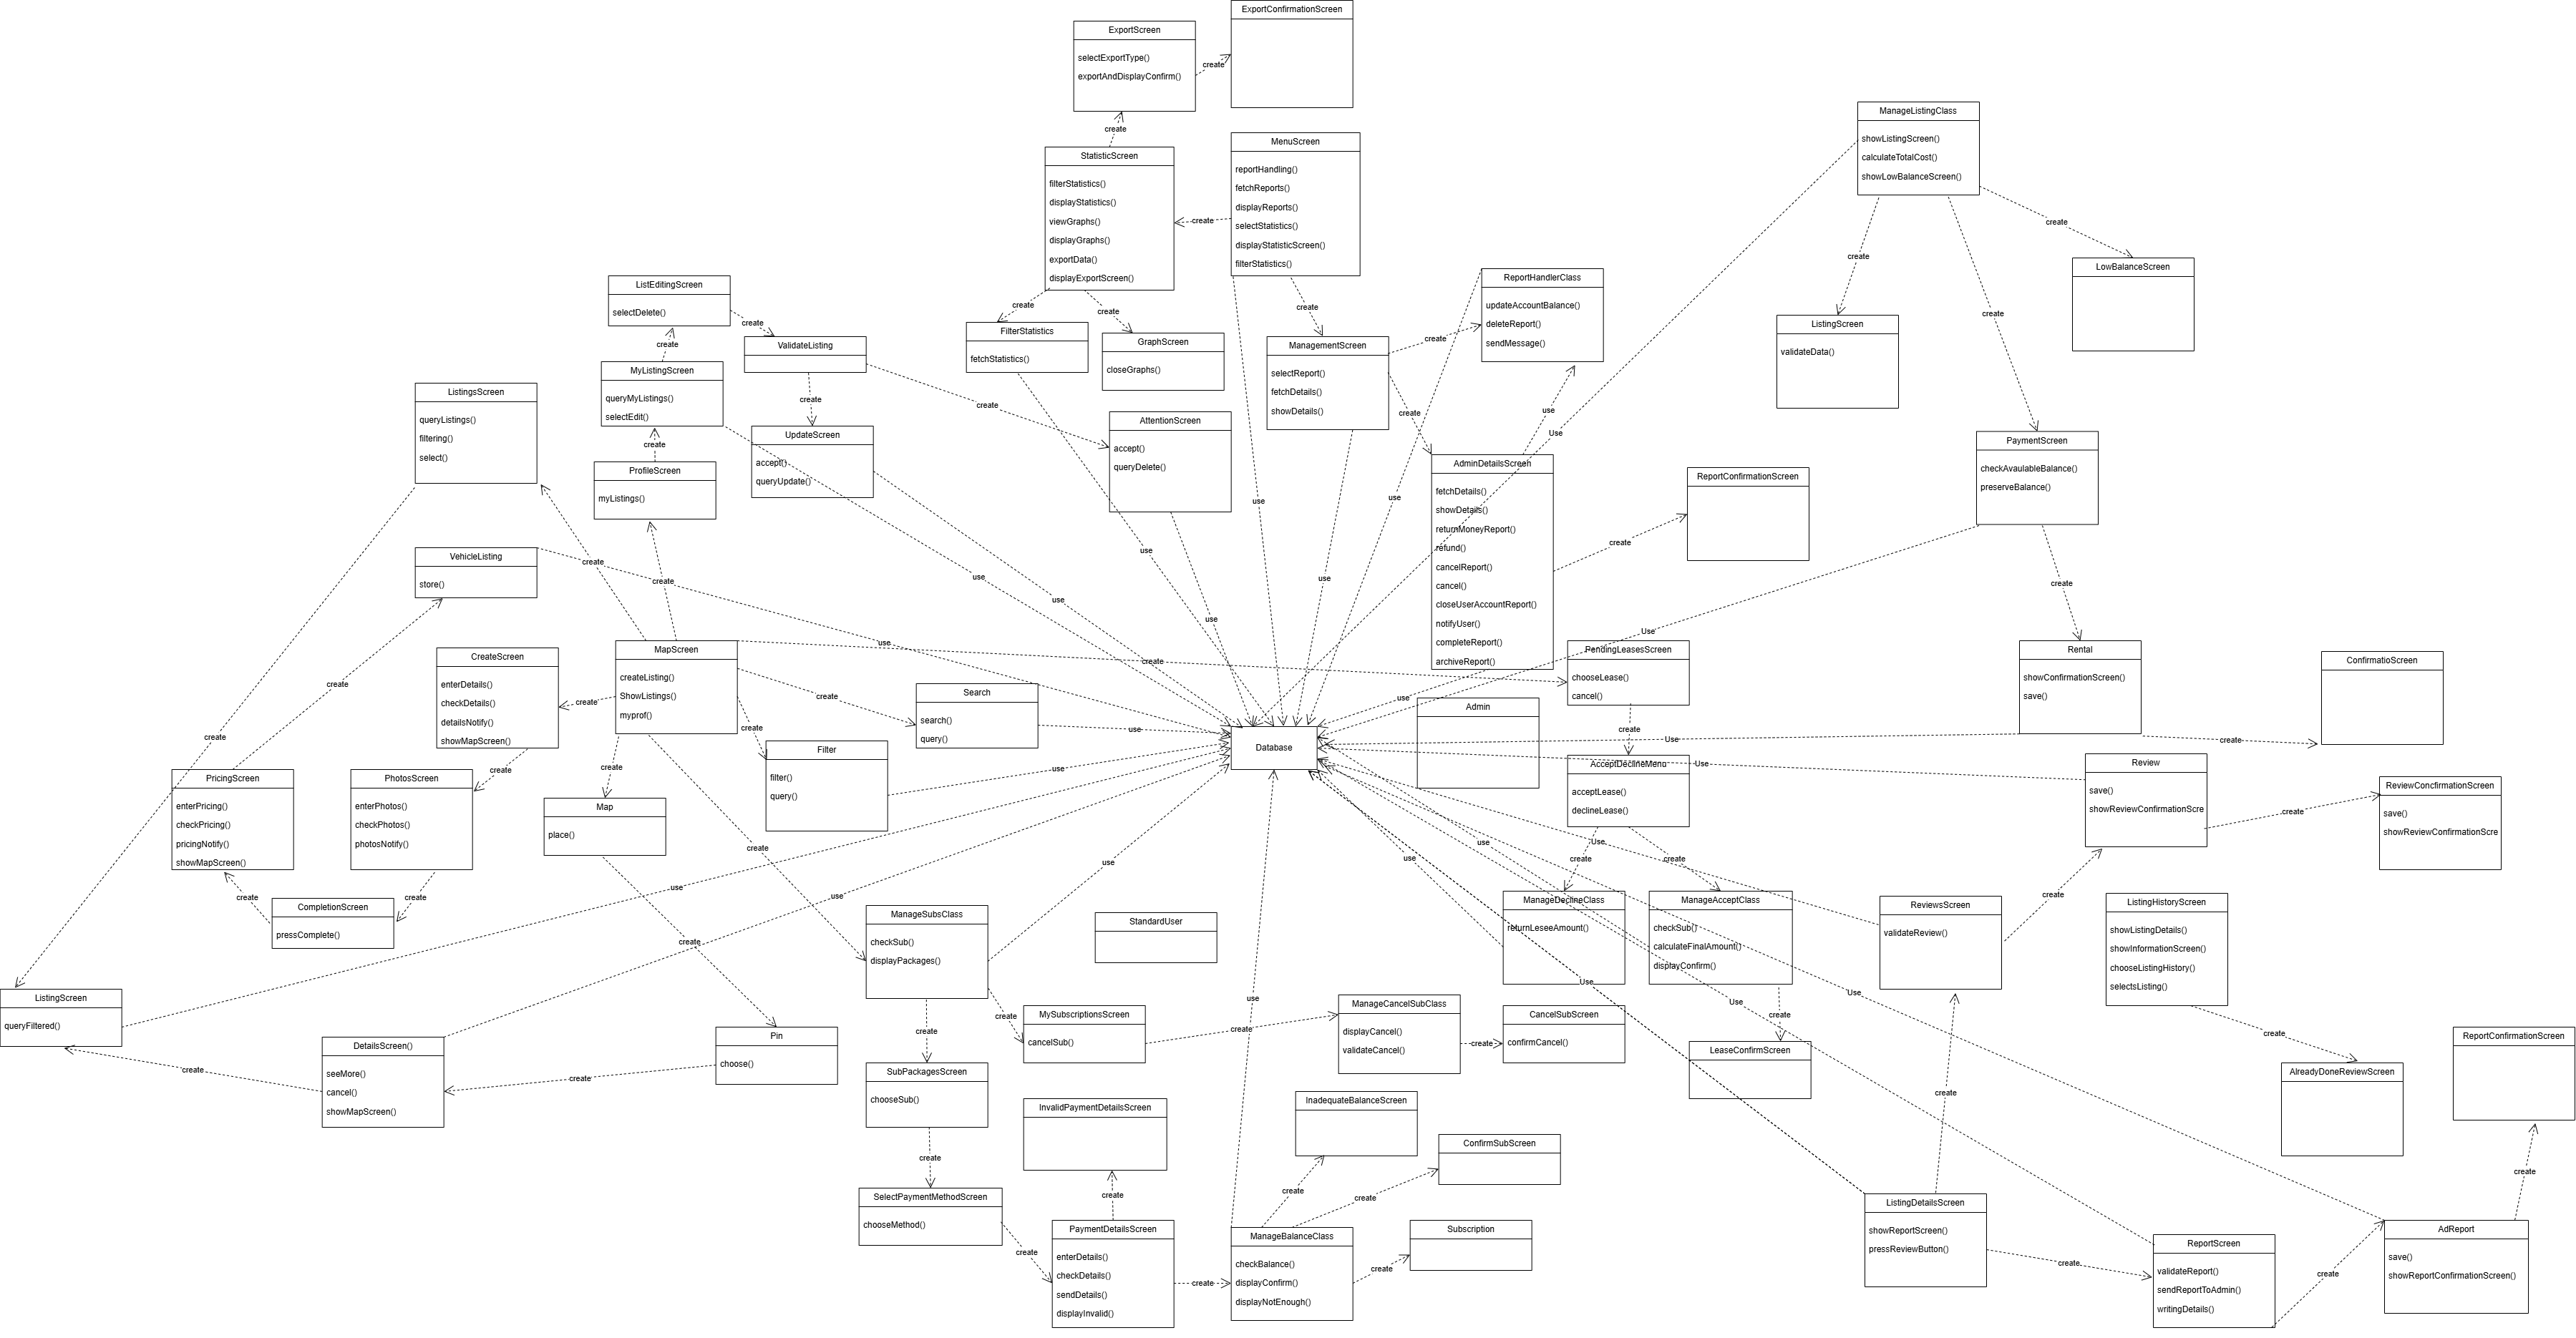 ExportConfirmationScreen
ExportScreen
selectExportType()
exportAndDisplayConfirm()
create
create
StatisticScreen
filterStatistics()
displayStatistics()
viewGraphs()
displayGraphs()
exportData()
displayExportScreen()
create
MenuScreen
reportHandling()
fetchReports()
displayReports()
selectStatistics()
displayStatisticScreen()
filterStatistics()
ManageListingClass
showListingScreen()
calculateTotalCost()
showLowBalanceScreen()
create
create
create
LowBalanceScreen
ListingScreen
validateData()
ListEditingScreen
selectDelete()
create
create
ValidateListing
create
create
create
create
FilterStatistics
fetchStatistics()
GraphScreen
closeGraphs()
create
ManagementScreen
selectReport()
fetchDetails()
showDetails()
create
create
ReportHandlerClass
updateAccountBalance()
deleteReport()
sendMessage()
use
Use
MyListingScreen
queryMyListings()
selectEdit()
create
ListingsScreen
queryListings()
filtering()
select()
UpdateScreen
accept()
queryUpdate()
AttentionScreen
accept()
queryDelete()
ProfileScreen
myListings()
AdminDetailsScreen
fetchDetails()
showDetails()
returnMoneyReport()
refund()
cancelReport()
cancel()
closeUserAccountReport()
notifyUser()
completeReport()
archiveReport()
create
ReportConfirmationScreen
PaymentScreen
checkAvaulableBalance()
preserveBalance()
use
use
use
use
use
use
use
use
VehicleListing
store()
create
create
create
Use
create
Rental
showConfirmationScreen()
save()
ConfirmatioScreen
create
Use
CreateScreen
enterDetails()
checkDetails()
detailsNotify()
showMapScreen()
create
MapScreen
createListing()
ShowListings()
myprof()
create
create
create
create
use
create
Search
search()
query()
use
PendingLeasesScreen
chooseLease()
cancel()
create
use
Admin
Filter
filter()
query()
use
Database
AcceptDeclineMenu
acceptLease()
declineLease()
Use
Review
save()
showReviewConfirmationScre
create
ReviewConcfirmationScreen
save()
showReviewConfirmationScre
create
PricingScreen
enterPricing()
checkPricing()
pricingNotify()
showMapScreen()
PhotosScreen
enterPhotos()
checkPhotos()
photosNotify()
Map
place()
create
create
create
CompletionScreen
pressComplete()
use
use
create
use
use
use
Use
create
create
create
ManageSubsClass
checkSub()
displayPackages()
StandardUser
ManageDeclineClass
returnLeseeAmount()
ManageAcceptClass
checkSub()
calculateFinalAmount()
displayConfirm()
ReviewsScreen
validateReview()
ListingHistoryScreen
showListingDetails()
showInformationScreen()
chooseListingHistory()
selectsListing()
Use
Use
Use
use
ListingScreen
queryFiltered()
create
DetailsScreen()
seeMore()
cancel()
showMapScreen()
create
Pin
choose()
create
create
MySubscriptionsScreen
cancelSub()
create
ManageCancelSubClass
displayCancel()
validateCancel()
create
CancelSubScreen
confirmCancel()
create
LeaseConfirmScreen
create
AlreadyDoneReviewScreen
ReportConfirmationScreen
SubPackagesScreen
chooseSub()
create
InvalidPaymentDetailsScreen
InadequateBalanceScreen
ConfirmSubScreen
create
SelectPaymentMethodScreen
chooseMethod()
create
create
PaymentDetailsScreen
enterDetails()
checkDetails()
sendDetails()
displayInvalid()
create
ManageBalanceClass
checkBalance()
displayConfirm()
displayNotEnough()
create
create
create
Subscription
ListingDetailsScreen
showReportScreen()
pressReviewButton()
create
ReportScreen
validateReport()
sendReportToAdmin()
writingDetails()
create
AdReport
save()
showReportConfirmationScreen()
create